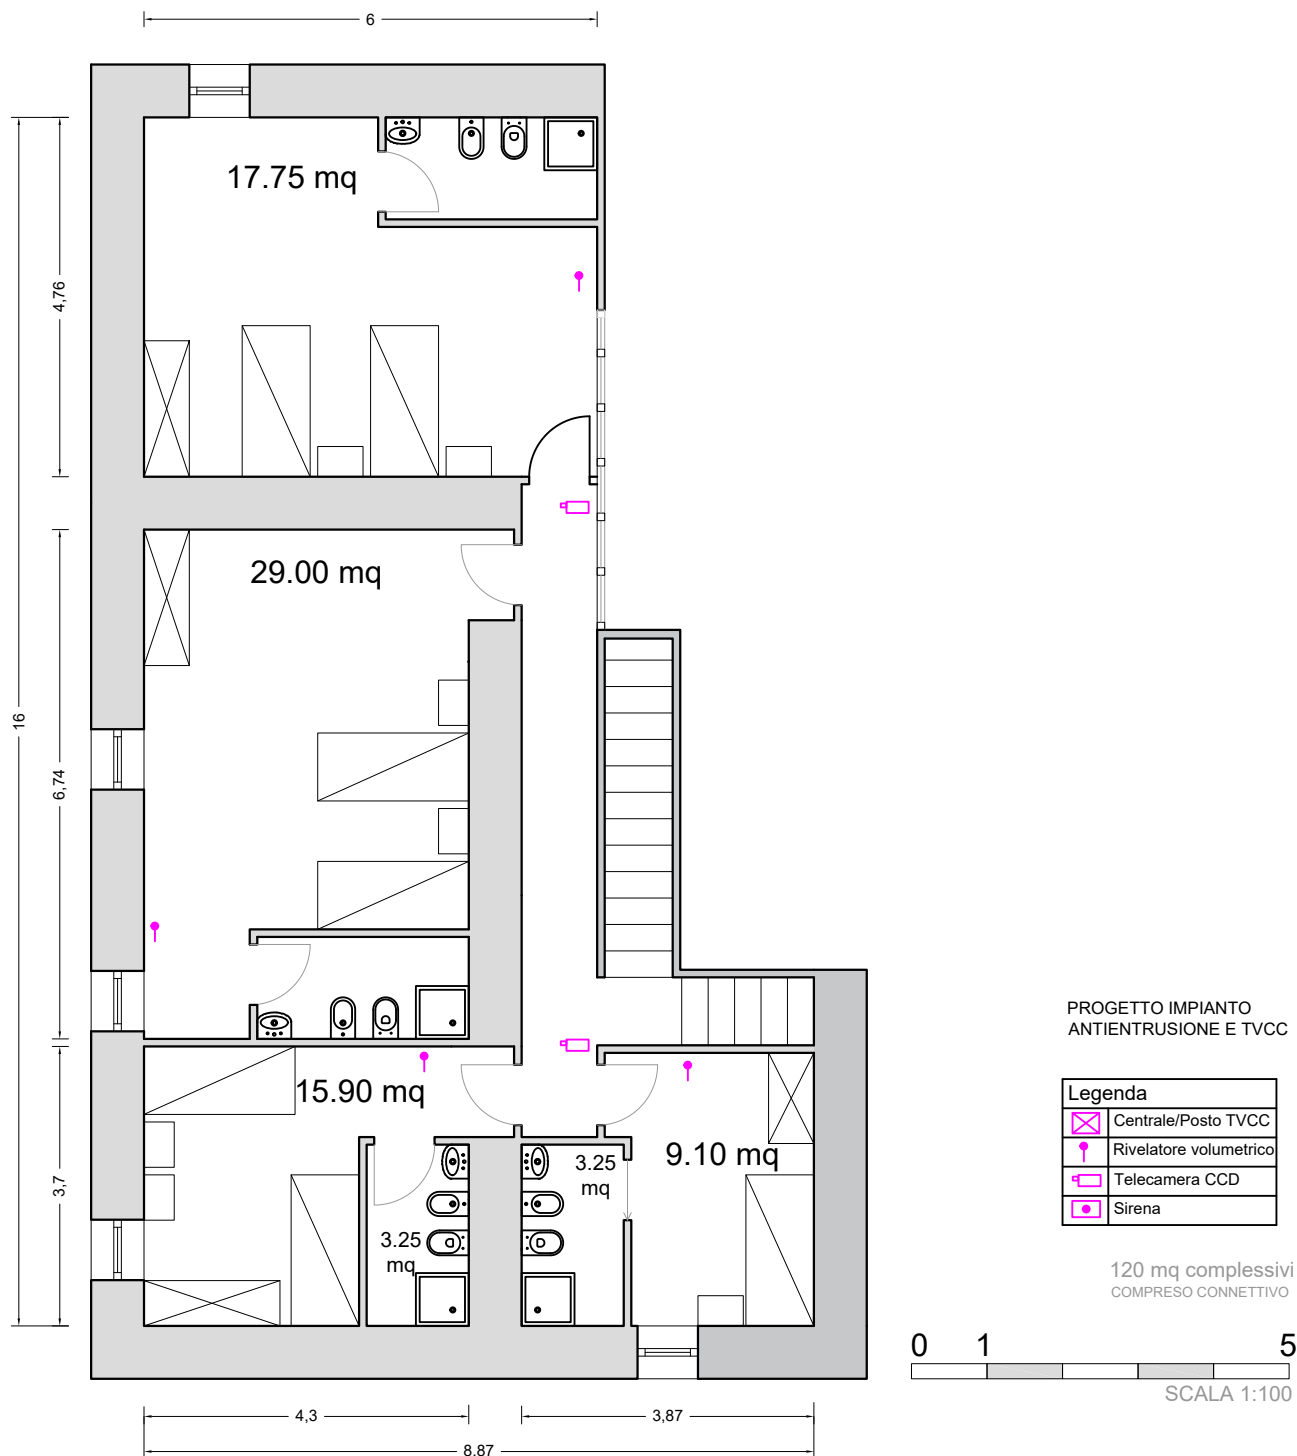 6
17.75 mq
4,76
16
29.00 mq
6,74
15.90 mq
3.25
mq
9.10 mq
3,7
3.25
mq
PROGETTO IMPIANTO
ANTIENTRUSIONE E TVCC
Legenda
Centrale/Posto TVCC
Rivelatore volumetrico
Telecamera CCD
Sirena
120 mq complessivi
COMPRESO CONNETTIVO
0 1 5
SCALA 1:100
4,3
3,87
8,87